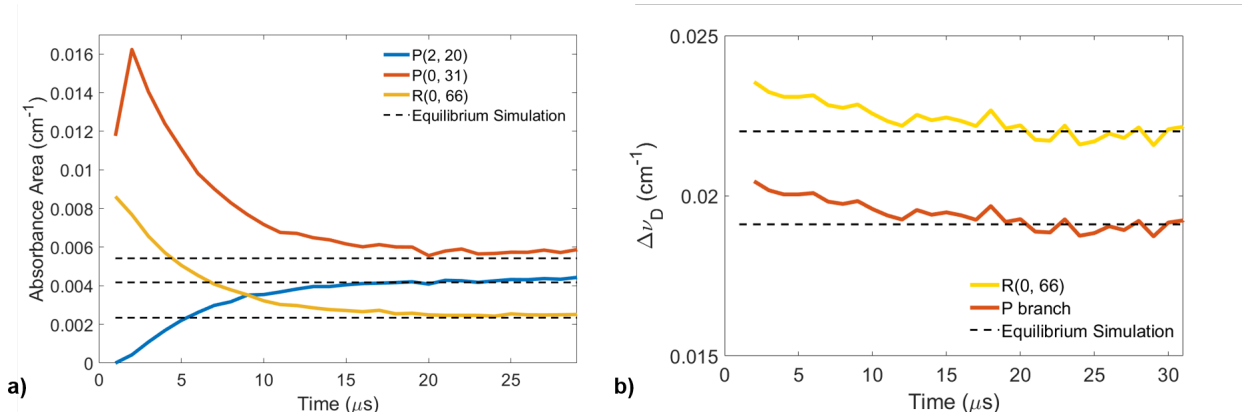 0.016
0.014
0.012
0.01
0.008
0.006
0.004
0.002
0
Absorbance Area (cm⁻¹)
P(2, 20)
P(0, 31)
R(0, 66)
Equilibrium Simulation
0 5 10 15 20 25
Time (μs)
a)
0.025
0.02
0.015
Δν_D (cm⁻¹)
R(0, 66)
P branch
Equilibrium Simulation
0 5 10 15 20 25 30
Time (μs)
b)